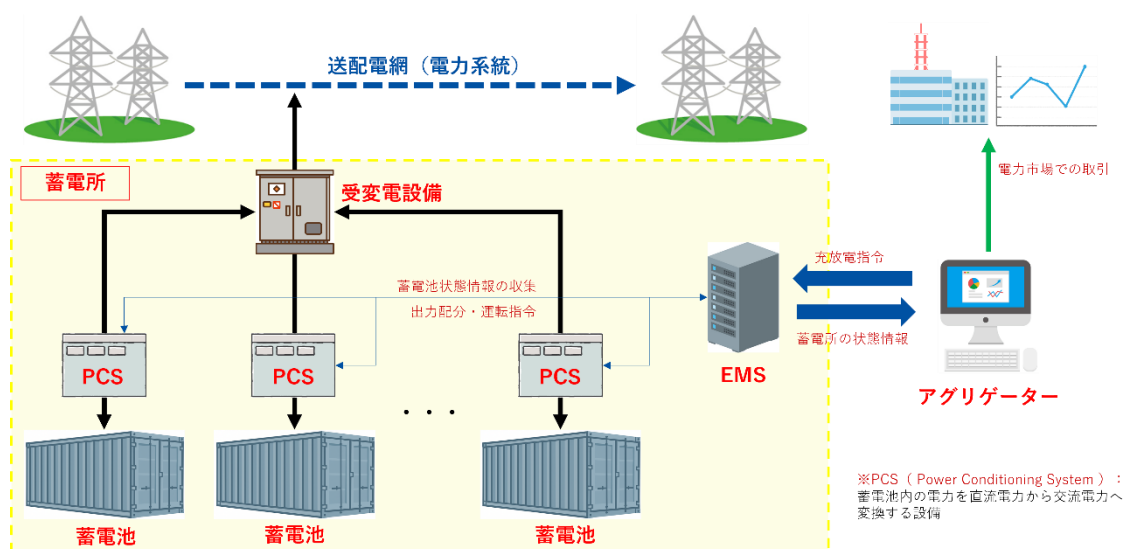 送配電網（電力系統）
蓄電所
受変電設備
電力市場での取引
充放電指令
蓄電池状態情報の収集
出力配分・運転指令
蓄電所の状態情報
PCS
PCS
PCS
EMS
アグリゲーター
・・・
蓄電池
蓄電池
蓄電池
※PCS（ Power Conditioning System ）：
蓄電池内の電力を直流電力から交流電力へ
変換する設備